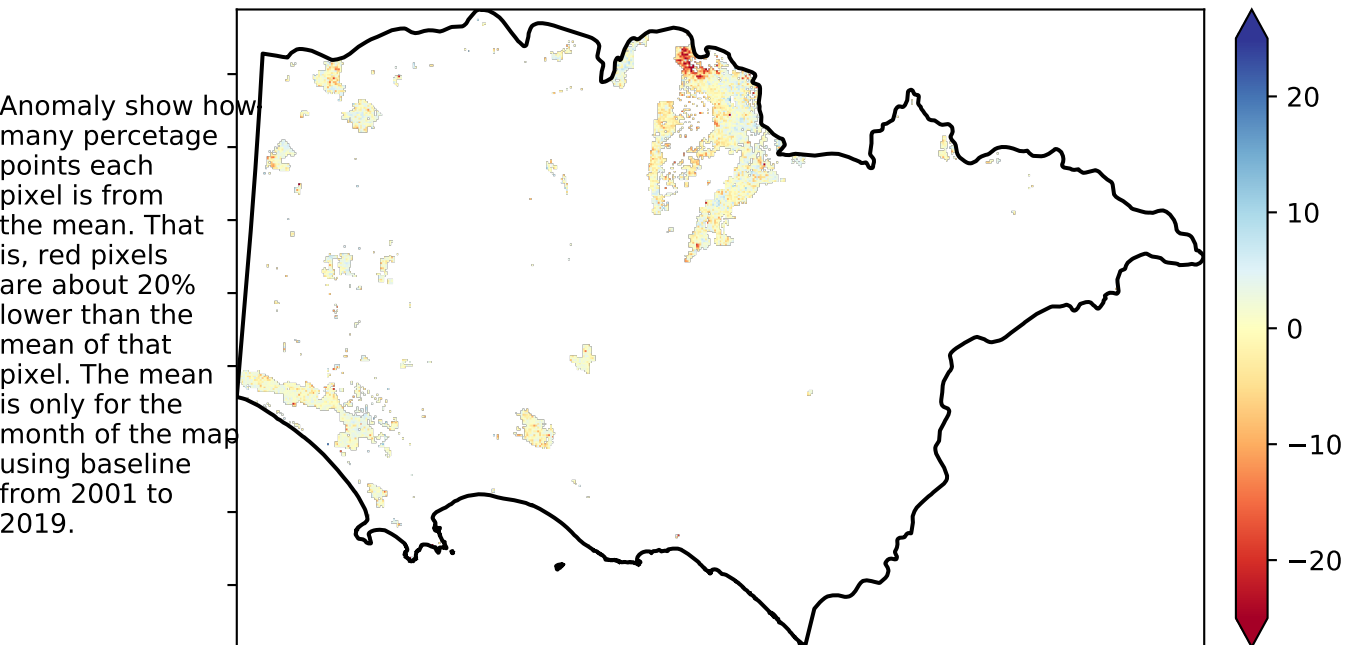 Anomaly show how
many percetage
points each
pixel is from
the mean. That
is, red pixels
are about 20%
lower than the
mean of that
pixel. The mean
is only for the
month of the map
using baseline
from 2001 to
2019.
20
10
0
−10
−20